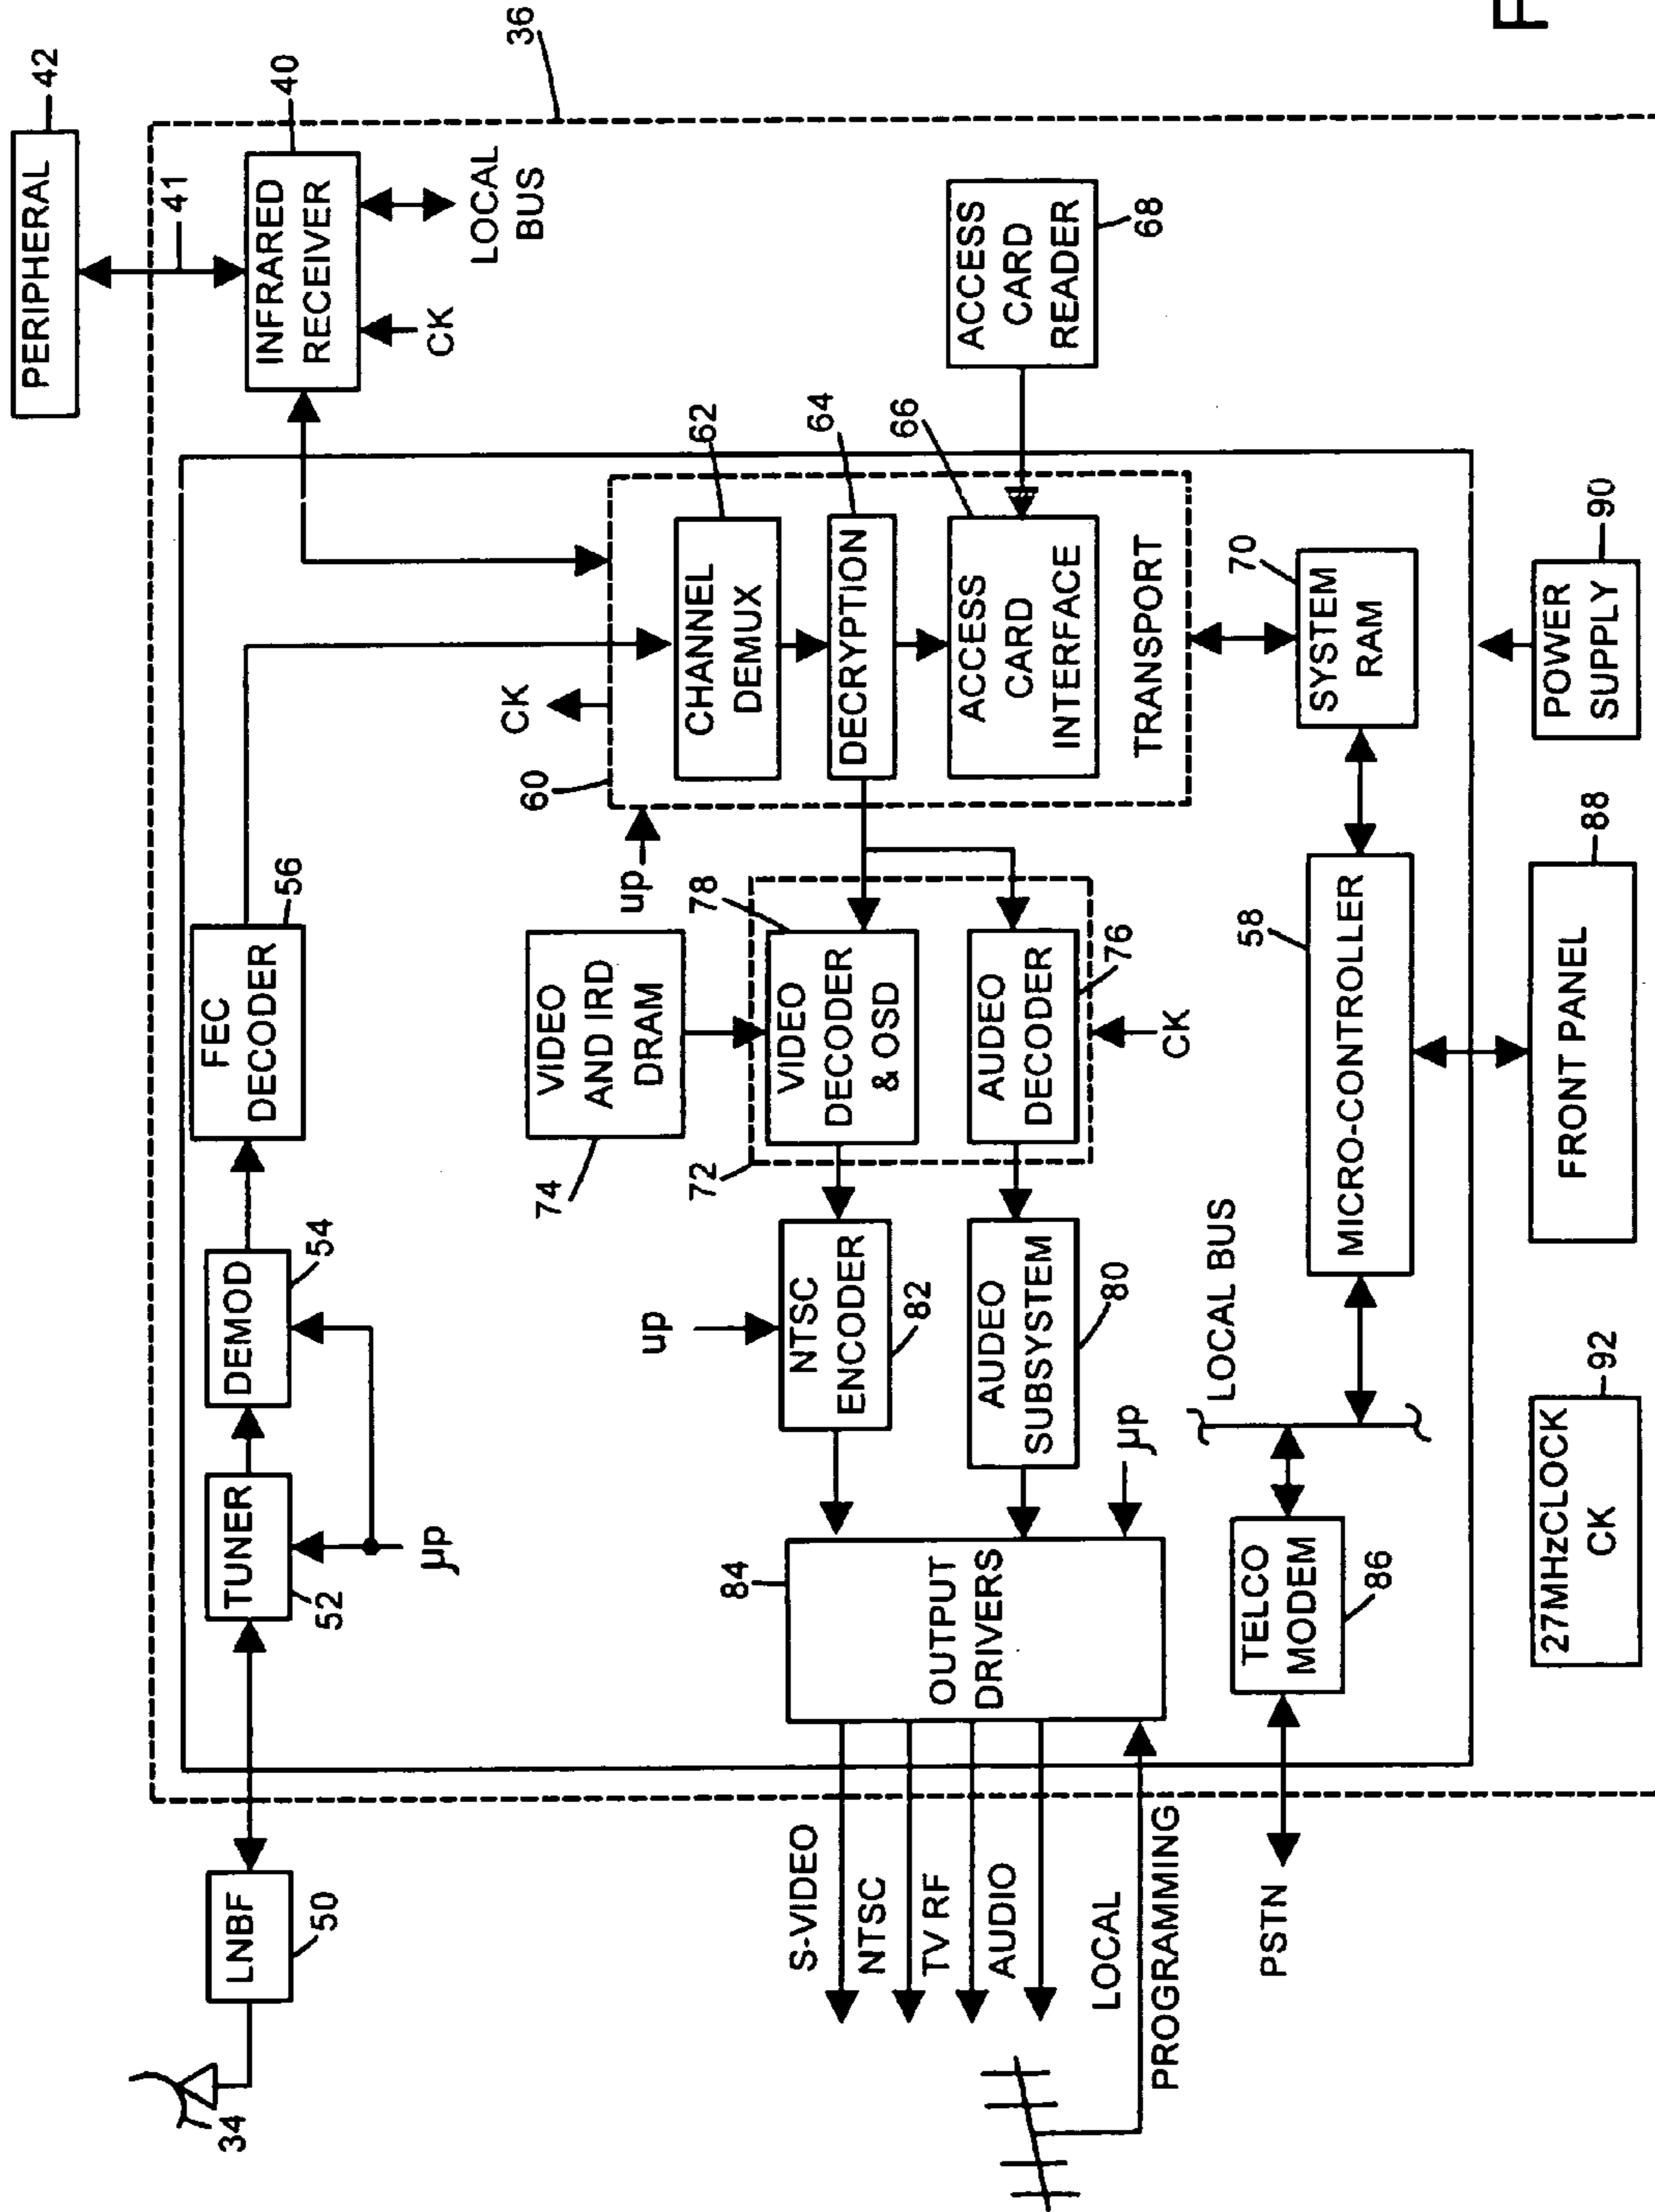 PERIPHERAL
42
36
41
INFRARED
RECEIVER
40
CK
LOCAL
BUS
34
LNBF
50
TUNER
52
µp
DEMOD
54
FEC
DECODER
56
CK
60
up
CHANNEL
DEMUX
62
DECRYPTION
64
ACCESS
CARD
INTERFACE
66
TRANSPORT
ACCESS
CARD
READER
68
VIDEO
AND IRD
DRAM
74
72
VIDEO
DECODER
& OSD
78
AUDEO
DECODER
76
CK
up
NTSC
ENCODER
82
AUDEO
SUBSYSTEM
80
µp
84
OUTPUT
DRIVERS
S-VIDEO
NTSC
TV RF
AUDIO
LOCAL
PROGRAMMING
PSTN
TELCO
MODEM
86
LOCAL BUS
MICRO-CONTROLLER
58
SYSTEM
RAM
70
27MHzCLOCK
CK
92
FRONT PANEL
88
POWER
SUPPLY
90
F